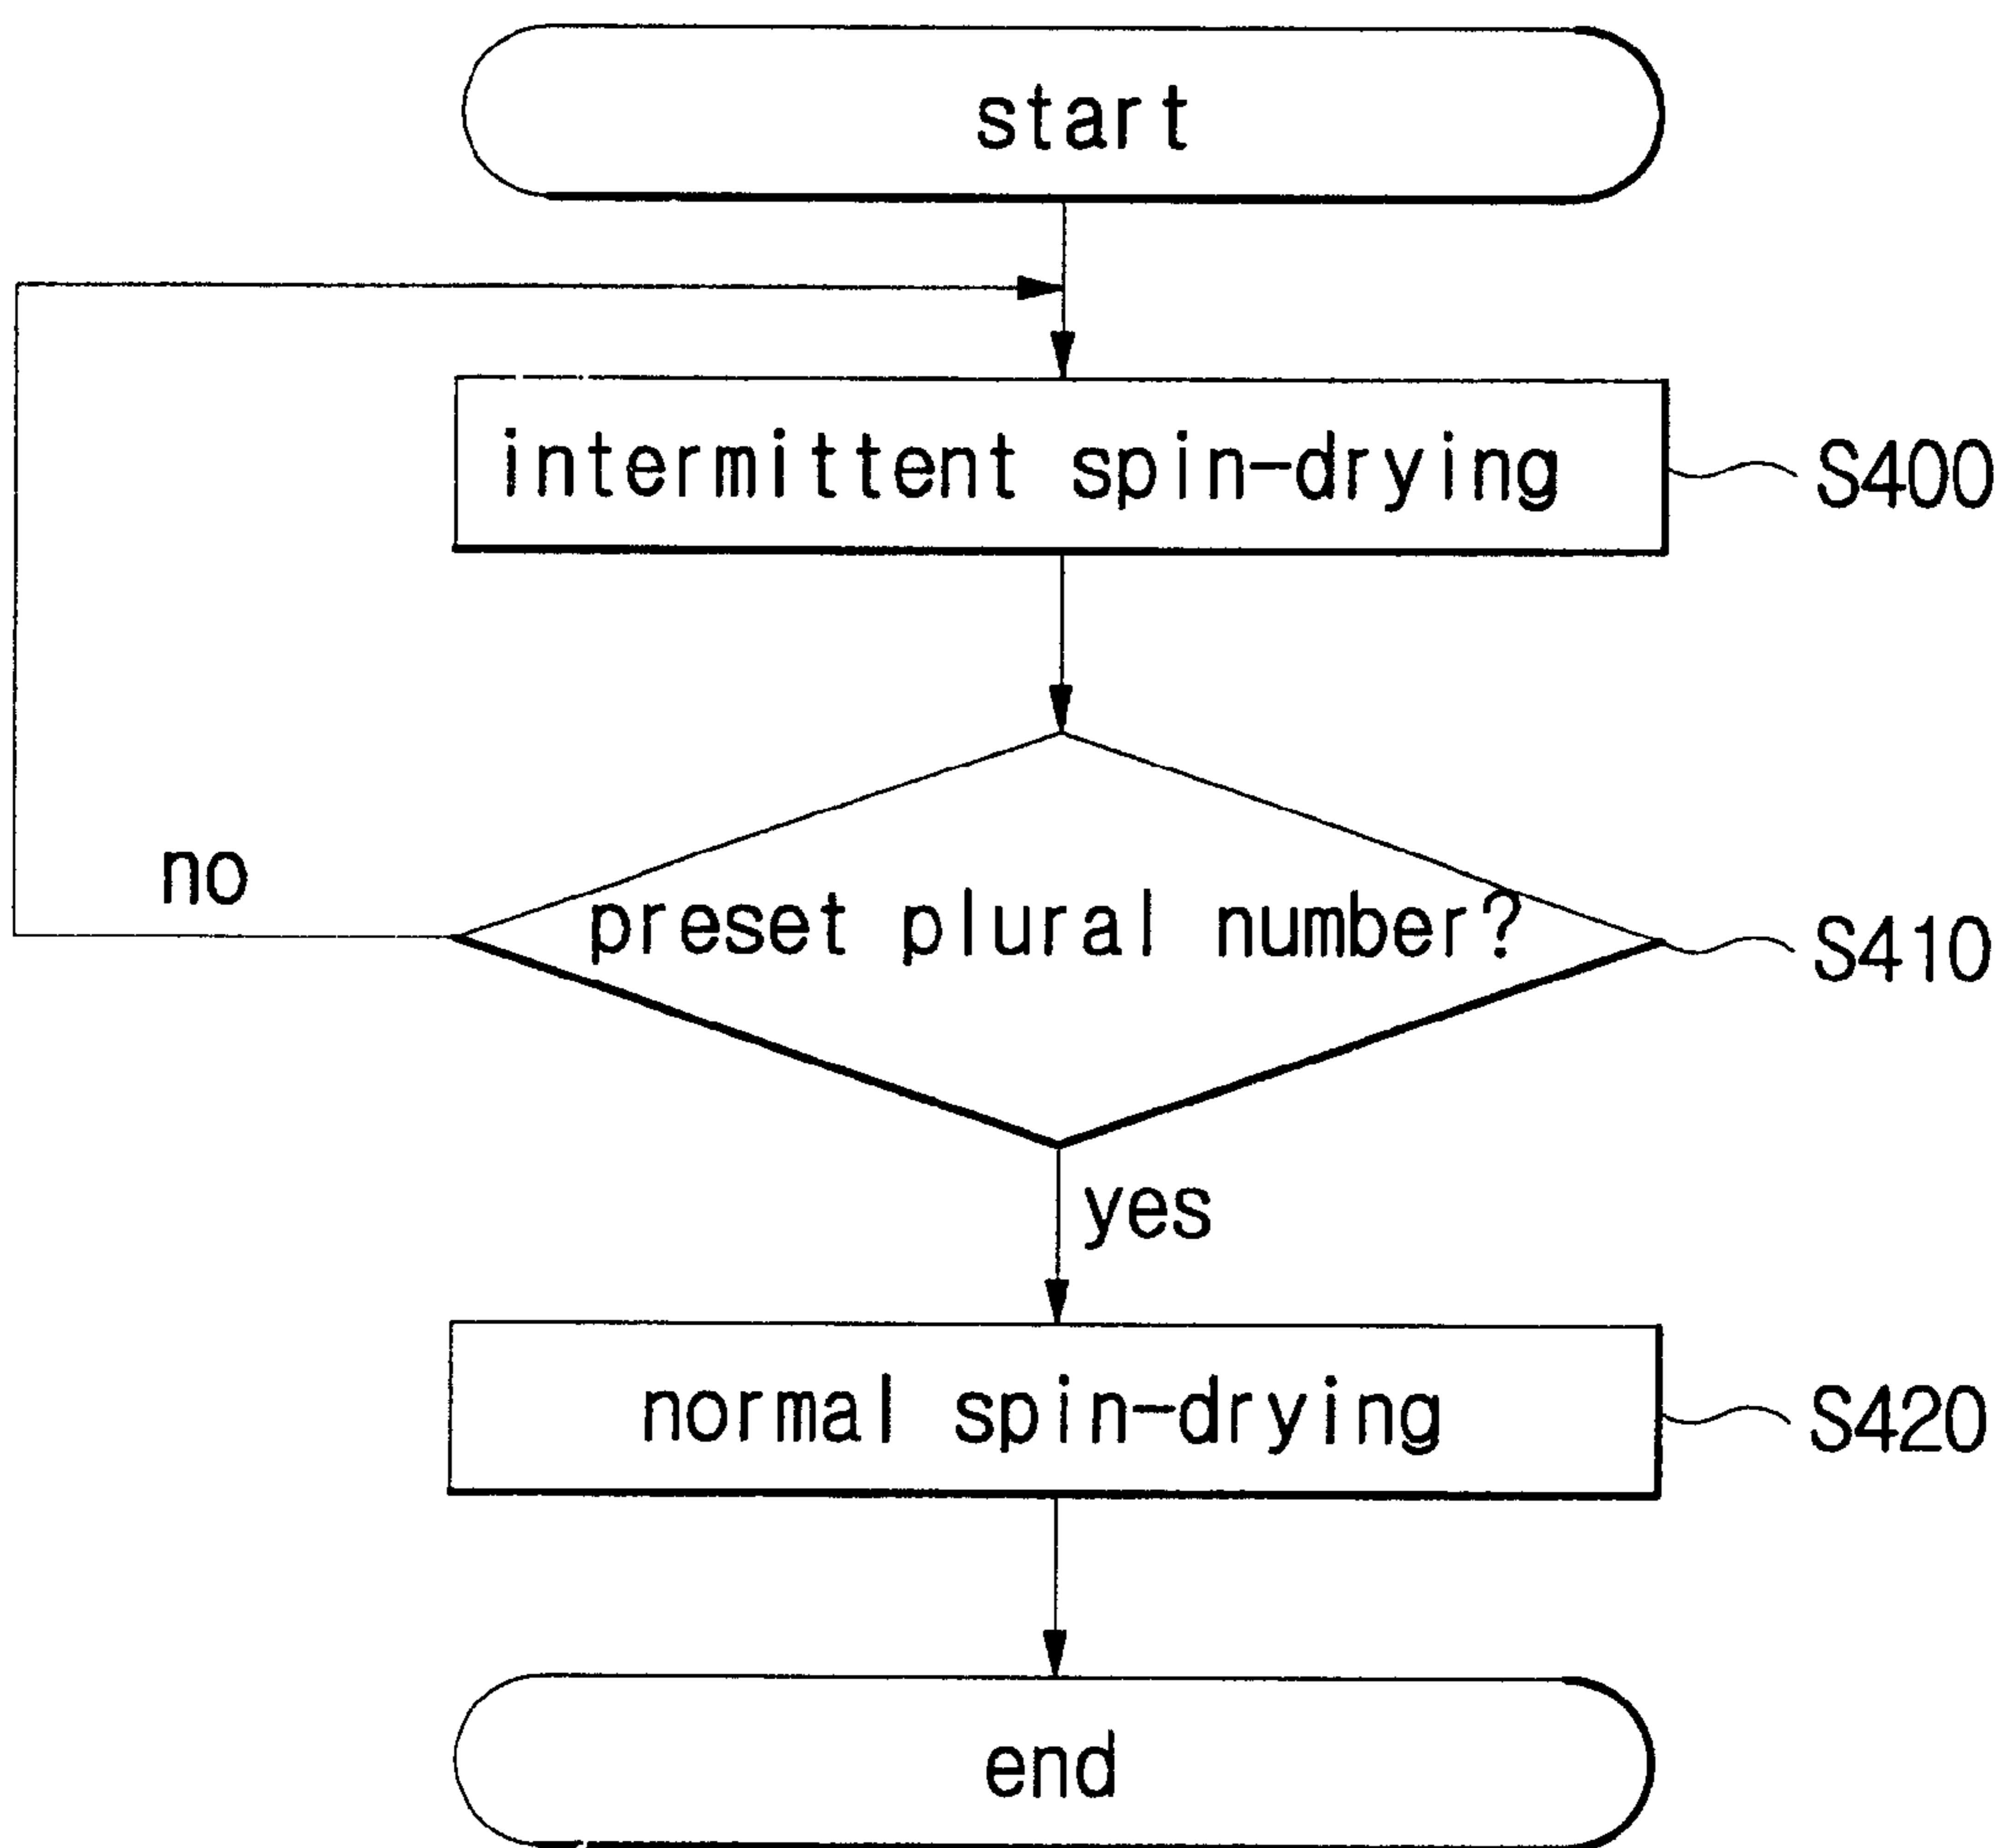 start
intermittent spin-drying
S400
preset plural number?
S410
no
yes
normal spin-drying
S420
end